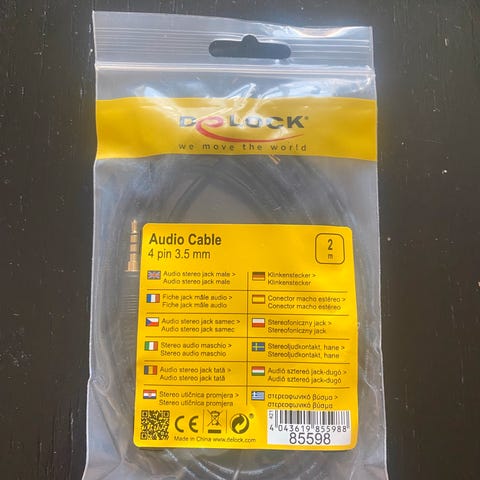 DELOCK®
we move the world
Audio Cable
4 pin 3.5 mm
2
m
Audio stereo jack male >
Audio stereo jack male
Klinkenstecker >
Klinkenstecker
Fiche jack mâle audio >
Fiche jack mâle audio
Conector macho estéreo >
Conector macho estéreo
Audio stereo jack samec >
Audio stereo jack samec
Stereofoniczny jack >
Stereofoniczny jack
Stereo audio maschio >
Stereo audio maschio
Stereoljudkontakt, hane >
Stereoljudkontakt, hane
Audio stereo jack tată >
Audio stereo jack tată
Audió sztereó jack-dugó >
Audió sztereó jack-dugó
Stereo utičnica promjera >
Stereo utičnica promjera
στερεοφωνικό βύσμα >
στερεοφωνικό βύσμα
CE
Made in China www.delock.com
4 043619 855988
85598